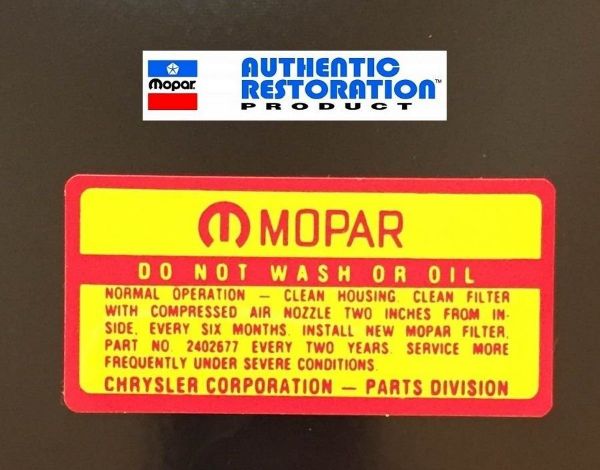 Mopar.
AUTHENTIC
RESTORATION™
PRODUCT
MOPAR
DO NOT WASH OR OIL
NORMAL OPERATION — CLEAN HOUSING. CLEAN FILTER
WITH COMPRESSED AIR NOZZLE TWO INCHES FROM IN-
SIDE, EVERY SIX MONTHS. INSTALL NEW MOPAR FILTER,
PART NO. 2402677 EVERY TWO YEARS. SERVICE MORE
FREQUENTLY UNDER SEVERE CONDITIONS.
CHRYSLER CORPORATION — PARTS DIVISION